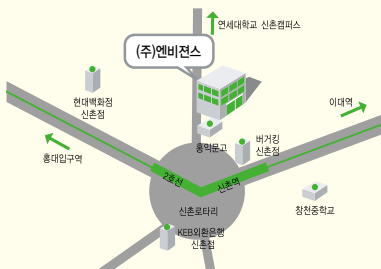 연세대학교 신촌캠퍼스
(주)엔비젼스
현대백화점
신촌점
이대역
홍익문고
버거킹
신촌점
홍대입구역
2호선
신촌역
창천중학교
신촌로타리
KEB외환은행
신촌점